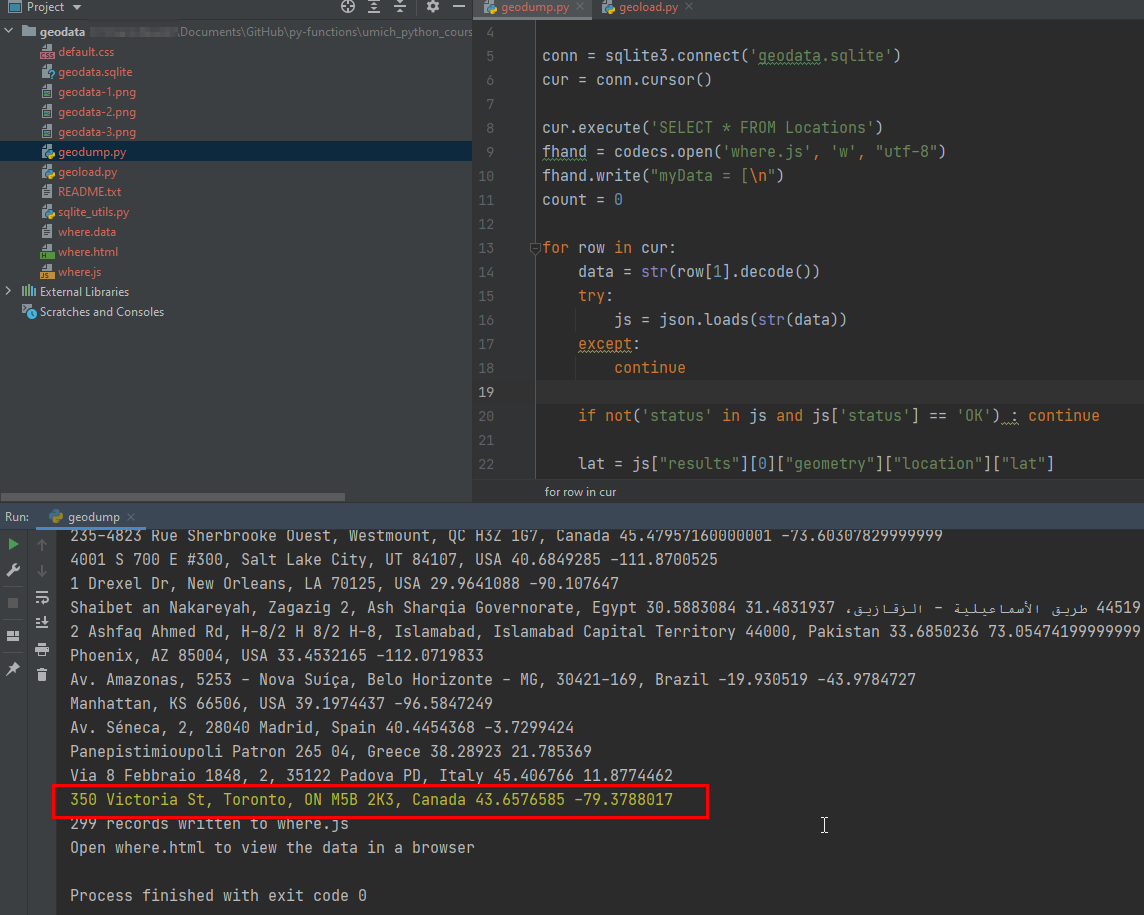 Project
geodata \Documents\GitHub\py-functions\umich_python_cours
default.css
geodata.sqlite
geodata-1.png
geodata-2.png
geodata-3.png
geodump.py
geoload.py
README.txt
sqlite_utils.py
where.data
where.html
where.js
External Libraries
Scratches and Consoles
geodump.py geoload.py
4
5 conn = sqlite3.connect('geodata.sqlite')
6 cur = conn.cursor()
7
8 cur.execute('SELECT * FROM Locations')
9 fhand = codecs.open('where.js', 'w', "utf-8")
10 fhand.write("myData = [\n")
11 count = 0
12
13 for row in cur:
14 data = str(row[1].decode())
15 try:
16 js = json.loads(str(data))
17 except:
18 continue
19
20 if not('status' in js and js['status'] == 'OK') : continue
21
22 lat = js["results"][0]["geometry"]["location"]["lat"]
for row in cur
Run: geodump
235-4823 Rue Sherbrooke Ouest, Westmount, QC H3Z 1G7, Canada 45.47957160000001 -73.60307829999999
4001 S 700 E #300, Salt Lake City, UT 84107, USA 40.6849285 -111.8700525
1 Drexel Dr, New Orleans, LA 70125, USA 29.9641088 -90.107647
Shaibet an Nakareyah, Zagazig 2, Ash Sharqia Governorate, Egypt 30.5883084 31.4831937 ،طريق الأسماعيلية - الزقازيق 44519
2 Ashfaq Ahmed Rd, H-8/2 H 8/2 H-8, Islamabad, Islamabad Capital Territory 44000, Pakistan 33.6850236 73.05474199999999
Phoenix, AZ 85004, USA 33.4532165 -112.0719833
Av. Amazonas, 5253 - Nova Suíça, Belo Horizonte - MG, 30421-169, Brazil -19.930519 -43.9784727
Manhattan, KS 66506, USA 39.1974437 -96.5847249
Av. Séneca, 2, 28040 Madrid, Spain 40.4454368 -3.7299424
Panepistimioupoli Patron 265 04, Greece 38.28923 21.785369
Via 8 Febbraio 1848, 2, 35122 Padova PD, Italy 45.406766 11.8774462
350 Victoria St, Toronto, ON M5B 2K3, Canada 43.6576585 -79.3788017
299 records written to where.js
Open where.html to view the data in a browser
Process finished with exit code 0